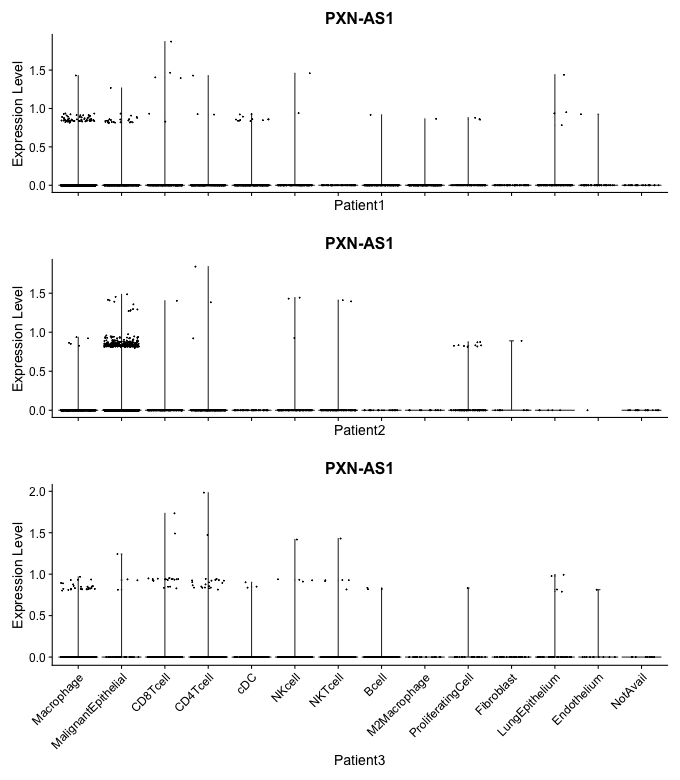 PXN-AS1
Expression Level
1.5
1.0
0.5
0.0
Patient1
PXN-AS1
Expression Level
1.5
1.0
0.5
0.0
Patient2
PXN-AS1
Expression Level
2.0
1.5
1.0
0.5
0.0
Macrophage
MalignantEpithelial
CD8Tcell
CD4Tcell
cDC
NKcell
NKTcell
Bcell
M2Macrophage
ProliferatingCell
Fibroblast
LungEpithelium
Endothelium
NotAvail
Patient3